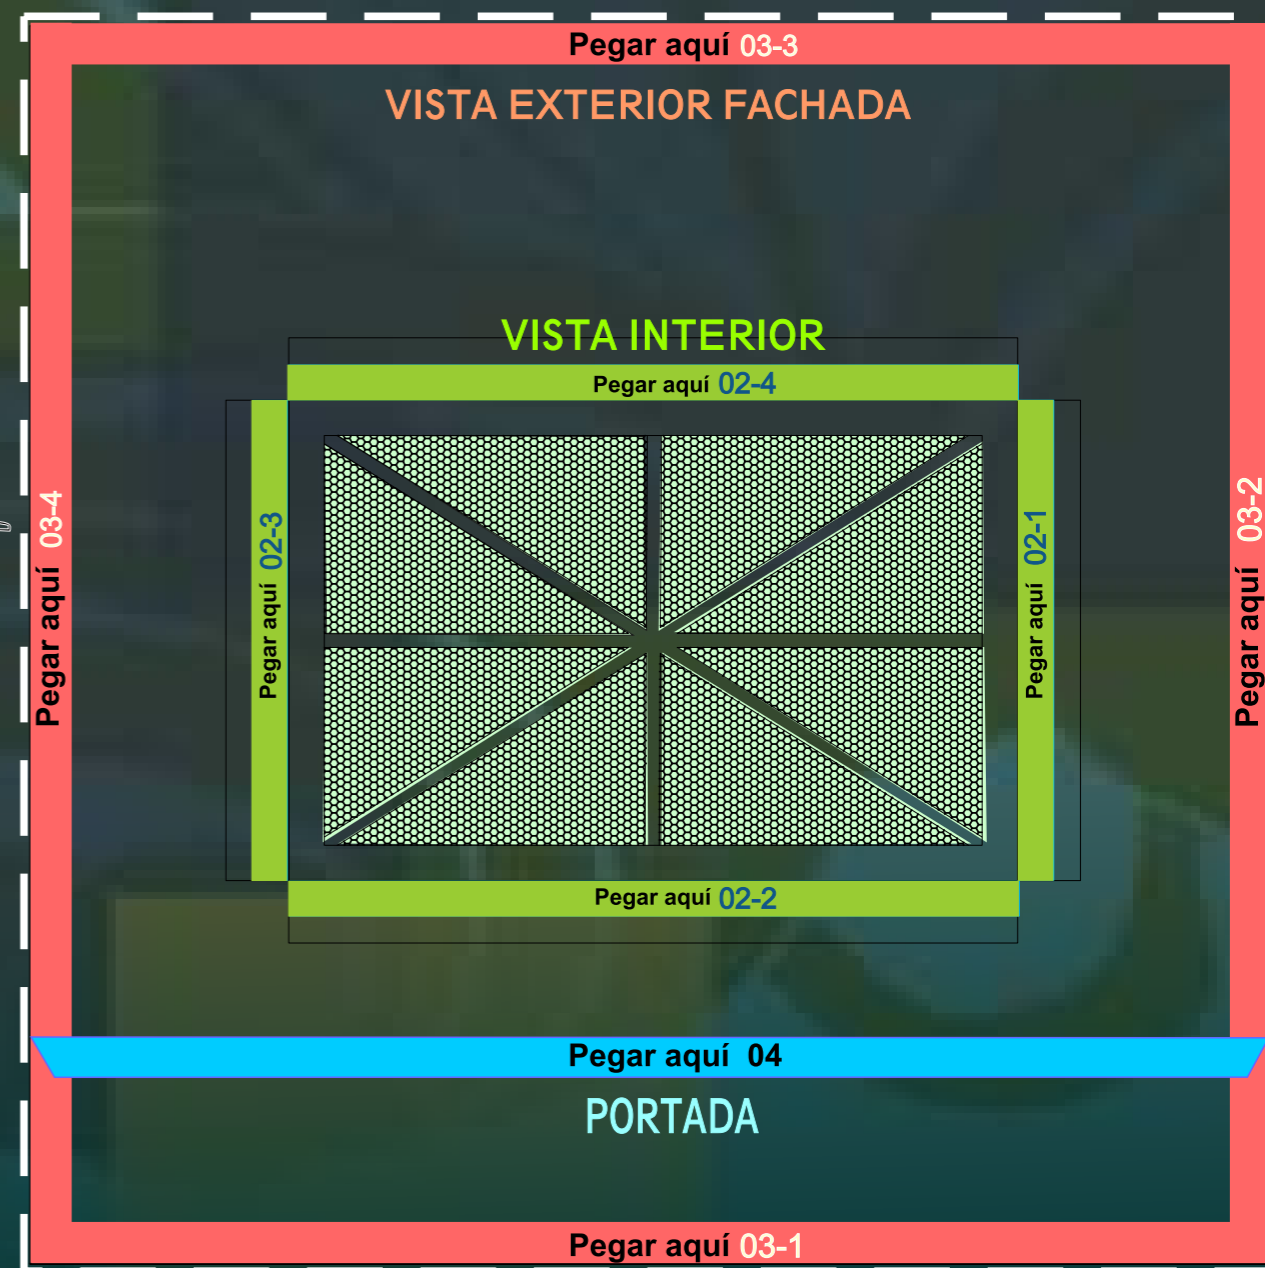 Pegar aquí 03-3
VISTA EXTERIOR FACHADA
VISTA INTERIOR
Pegar aquí 02-4
Pegar aquí 03-4
Pegar aquí 02-3
Pegar aquí 02-1
Pegar aquí 03-2
Pegar aquí 02-2
Pegar aquí 04
PORTADA
Pegar aquí 03-1